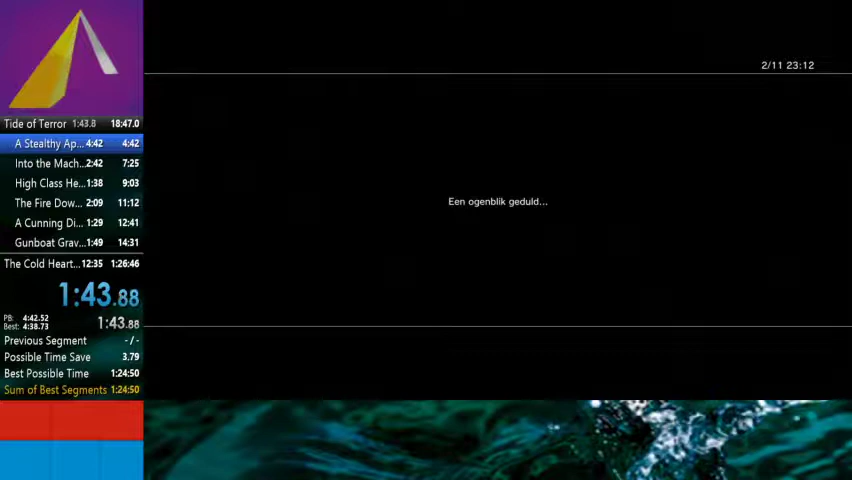 2/11 23:12
Tide of Terror 1:43.8 18:47.0
A Stealthy Ap... 4:42 4:42
Into the Mach... 2:42 7:25
High Class He... 1:38 9:03
The Fire Dow... 2:09 11:12
A Cunning Di... 1:29 12:41
Gunboat Grav... 1:49 14:31
The Cold Heart... 12:35 1:26:46
Een ogenblik geduld...
1:43.88
PB: 4:42.52
Best: 4:38.73
1:43.88
Previous Segment - / -
Possible Time Save 3.79
Best Possible Time 1:24:50
Sum of Best Segments 1:24:50